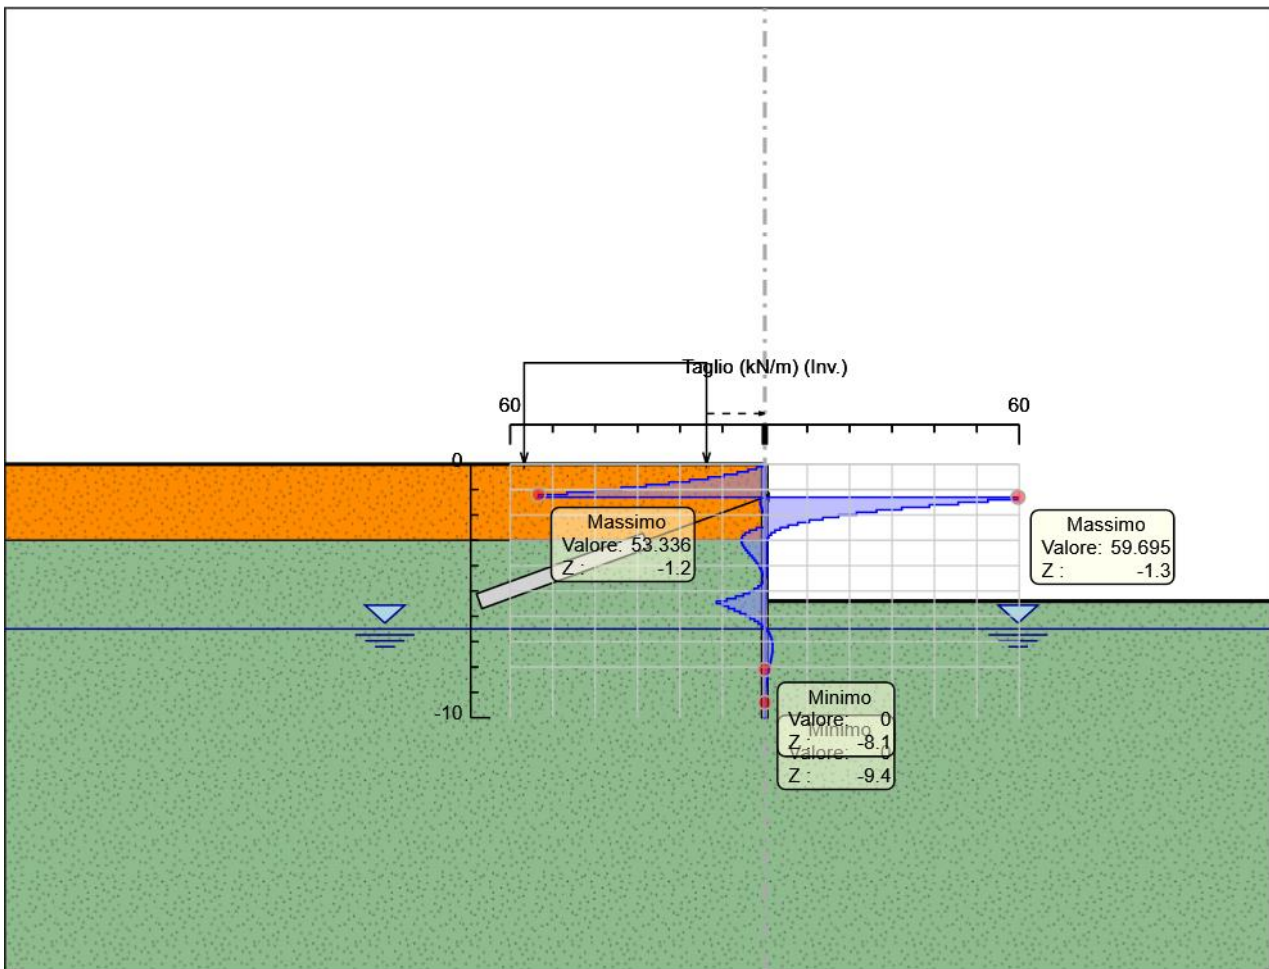 Taglio (kN/m) (Inv.)
60
60
0
Massimo
Valore: 53.336
Z : -1.2
Massimo
Valore: 59.695
Z : -1.3
-10
Minimo
Valore: 0
Z : -8.1
Minimo
Valore: 0
Z : -9.4